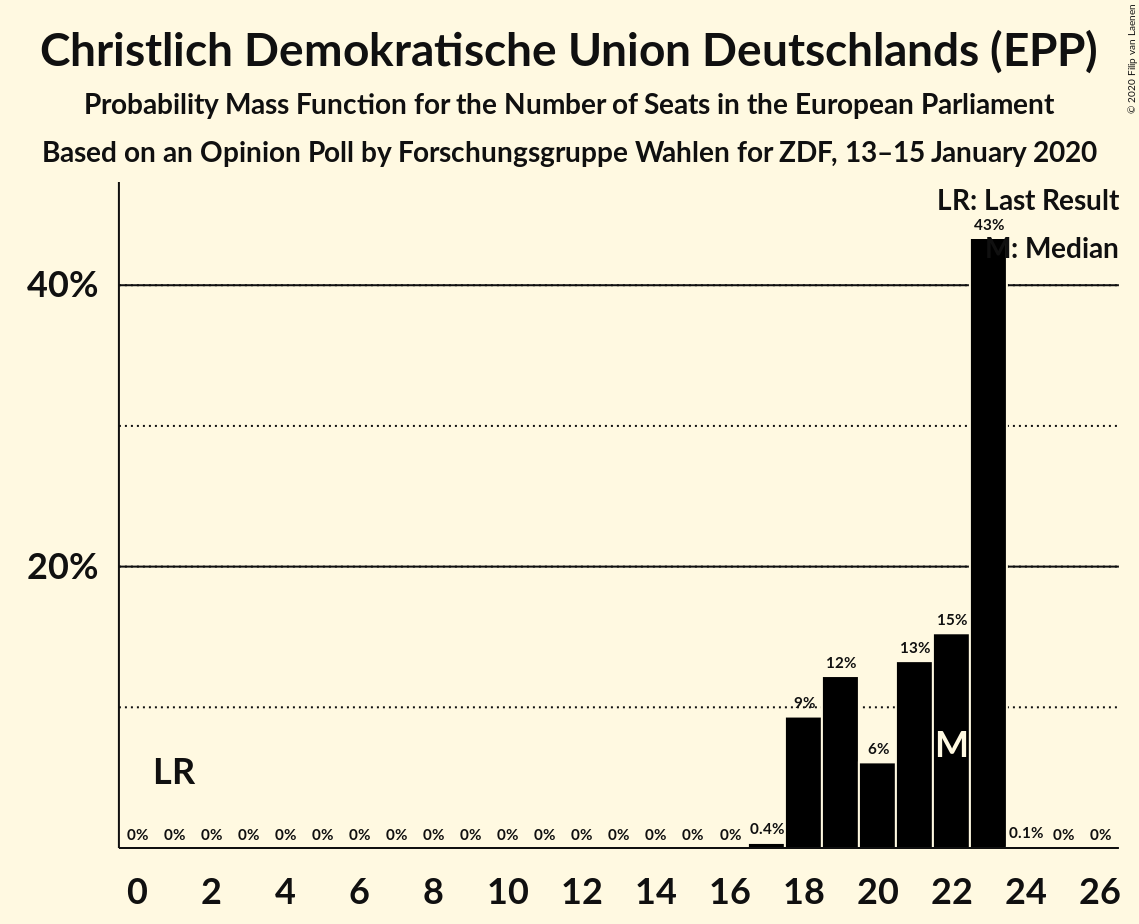 Christlich Demokratische Union Deutschlands (EPP)
Probability Mass Function for the Number of Seats in the European Parliament
Based on an Opinion Poll by Forschungsgruppe Wahlen for ZDF, 13–15 January 2020
© 2020 Filip van Laenen
LR: Last Result
M: Median
40%
20%
43%
15%
13%
12%
9%
6%
M
LR
0% 0% 0% 0% 0% 0% 0% 0% 0% 0% 0% 0% 0% 0% 0% 0% 0% 0.4% 0.1% 0% 0%
0 2 4 6 8 10 12 14 16 18 20 22 24 26